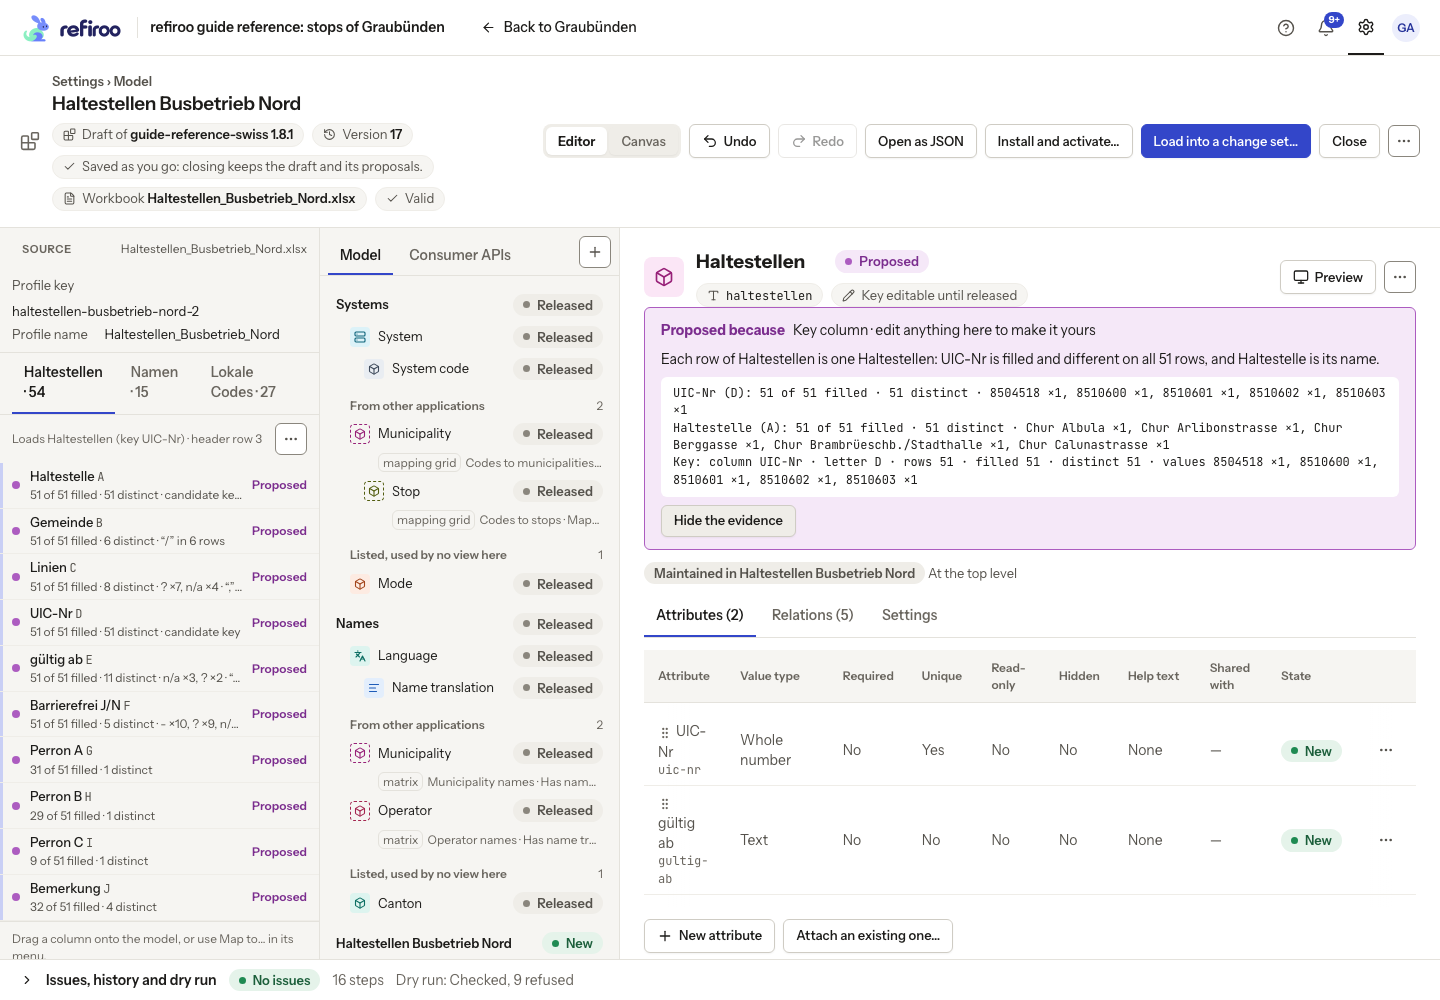 refiroo
refiroo guide reference: stops of Graubünden
Back to Graubünden
9+
GA
Settings › Model
Haltestellen Busbetrieb Nord
Draft of guide-reference-swiss 1.8.1
Version 17
Saved as you go: closing keeps the draft and its proposals.
Workbook Haltestellen_Busbetrieb_Nord.xlsx
Valid
Editor
Canvas
Undo
Redo
Open as JSON
Install and activate...
Load into a change set...
Close
SOURCE
Haltestellen_Busbetrieb_Nord.xlsx
Profile key
haltestellen-busbetrieb-nord-2
Profile name Haltestellen_Busbetrieb_Nord
Haltestellen · 54
Namen · 15
Lokale Codes · 27
Loads Haltestellen (key UIC-Nr) · header row 3
Haltestelle A
51 of 51 filled · 51 distinct · candidate ke...
Proposed
Gemeinde B
51 of 51 filled · 6 distinct · “/” in 6 rows
Proposed
Linien C
51 of 51 filled · 8 distinct · ? ×7, n/a ×4 · “,”...
Proposed
UIC-Nr D
51 of 51 filled · 51 distinct · candidate key
Proposed
gültig ab E
51 of 51 filled · 11 distinct · n/a ×3, ? ×2 · “...
Proposed
Barrierefrei J/N F
51 of 51 filled · 5 distinct · - ×10, ? ×9, n/...
Proposed
Perron A G
31 of 51 filled · 1 distinct
Proposed
Perron B H
29 of 51 filled · 1 distinct
Proposed
Perron C I
9 of 51 filled · 1 distinct
Proposed
Bemerkung J
32 of 51 filled · 4 distinct
Proposed
Drag a column onto the model, or use Map to... in its
menu.
Model
Consumer APIs
Systems
Released
System
Released
System code
Released
From other applications
2
Municipality
Released
mapping grid Codes to municipalities...
Stop
Released
mapping grid Codes to stops · Map...
Listed, used by no view here
1
Mode
Released
Names
Released
Language
Released
Name translation
Released
From other applications
2
Municipality
Released
matrix Municipality names · Has nam...
Operator
Released
matrix Operator names · Has name tr...
Listed, used by no view here
1
Canton
Released
Haltestellen Busbetrieb Nord
New
Haltestellen
Proposed
haltestellen
Key editable until released
Preview
Proposed because Key column · edit anything here to make it yours
Each row of Haltestellen is one Haltestellen: UIC-Nr is filled and different on all 51 rows, and Haltestelle is its name.
UIC-Nr (D): 51 of 51 filled · 51 distinct · 8504518 ×1, 8510600 ×1, 8510601 ×1, 8510602 ×1, 8510603
×1
Haltestelle (A): 51 of 51 filled · 51 distinct · Chur Albula ×1, Chur Arlibonstrasse ×1, Chur
Berggasse ×1, Chur Brambrüeschb./Stadthalle ×1, Chur Calunastrasse ×1
Key: column UIC-Nr · letter D · rows 51 · filled 51 · distinct 51 · values 8504518 ×1, 8510600 ×1,
8510601 ×1, 8510602 ×1, 8510603 ×1
Hide the evidence
Maintained in Haltestellen Busbetrieb Nord At the top level
Attributes (2)
Relations (5)
Settings
Attribute
Value type
Required
Unique
Read-only
Hidden
Help text
Shared with
State
UIC-
Nr
uic-nr
Whole number
No
Yes
No
No
None
—
New
gültig
ab
gultig-
ab
Text
No
No
No
No
None
—
New
New attribute
Attach an existing one...
Issues, history and dry run
No issues
16 steps
Dry run: Checked, 9 refused